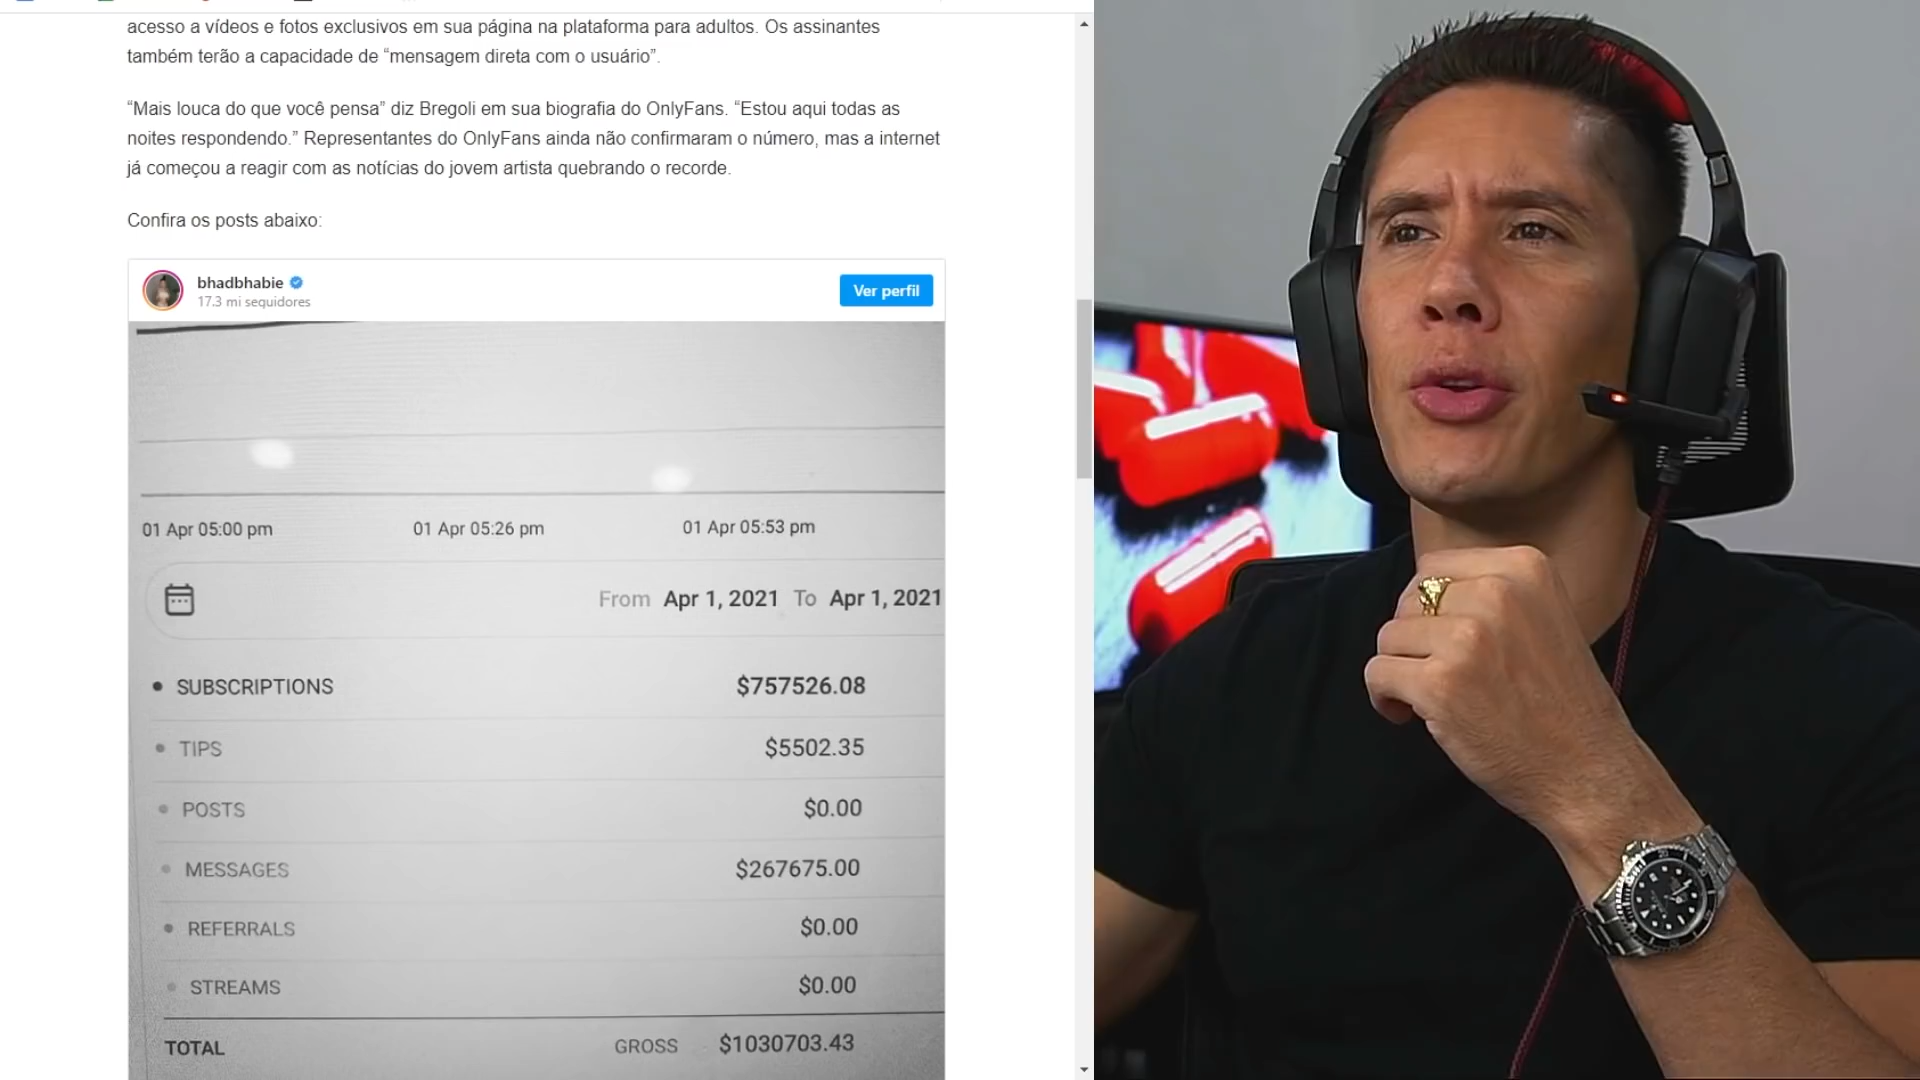 acesso a vídeos e fotos exclusivos em sua página na plataforma para adultos. Os assinantes
também terão a capacidade de “mensagem direta com o usuário”.
“Mais louca do que você pensa” diz Bregoli em sua biografia do OnlyFans. “Estou aqui todas as
noites respondendo.” Representantes do OnlyFans ainda não confirmaram o número, mas a internet
já começou a reagir com as notícias do jovem artista quebrando o recorde.
Confira os posts abaixo:
bhadbhabie
17.3 mi seguidores
Ver perfil
01 Apr 05:00 pm 01 Apr 05:26 pm 01 Apr 05:53 pm
From Apr 1, 2021 To Apr 1, 2021
SUBSCRIPTIONS $757526.08
TIPS $5502.35
POSTS $0.00
MESSAGES $267675.00
REFERRALS $0.00
STREAMS $0.00
TOTAL GROSS $1030703.43